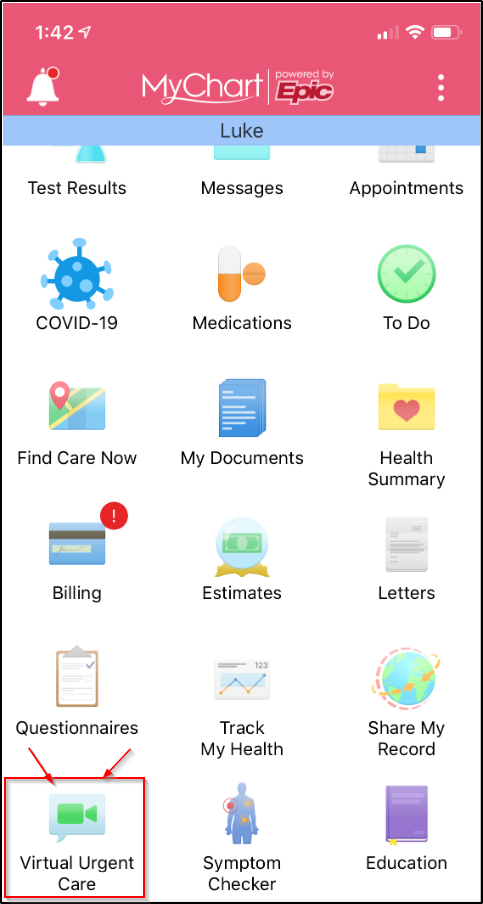 1:42
MyChart powered by Epic
Luke
Test Results Messages Appointments
COVID-19 Medications To Do
Find Care Now My Documents Health
Summary
!
Billing Estimates Letters
123
Questionnaires Track Share My
My Health Record
Virtual Urgent Symptom Education
Care Checker